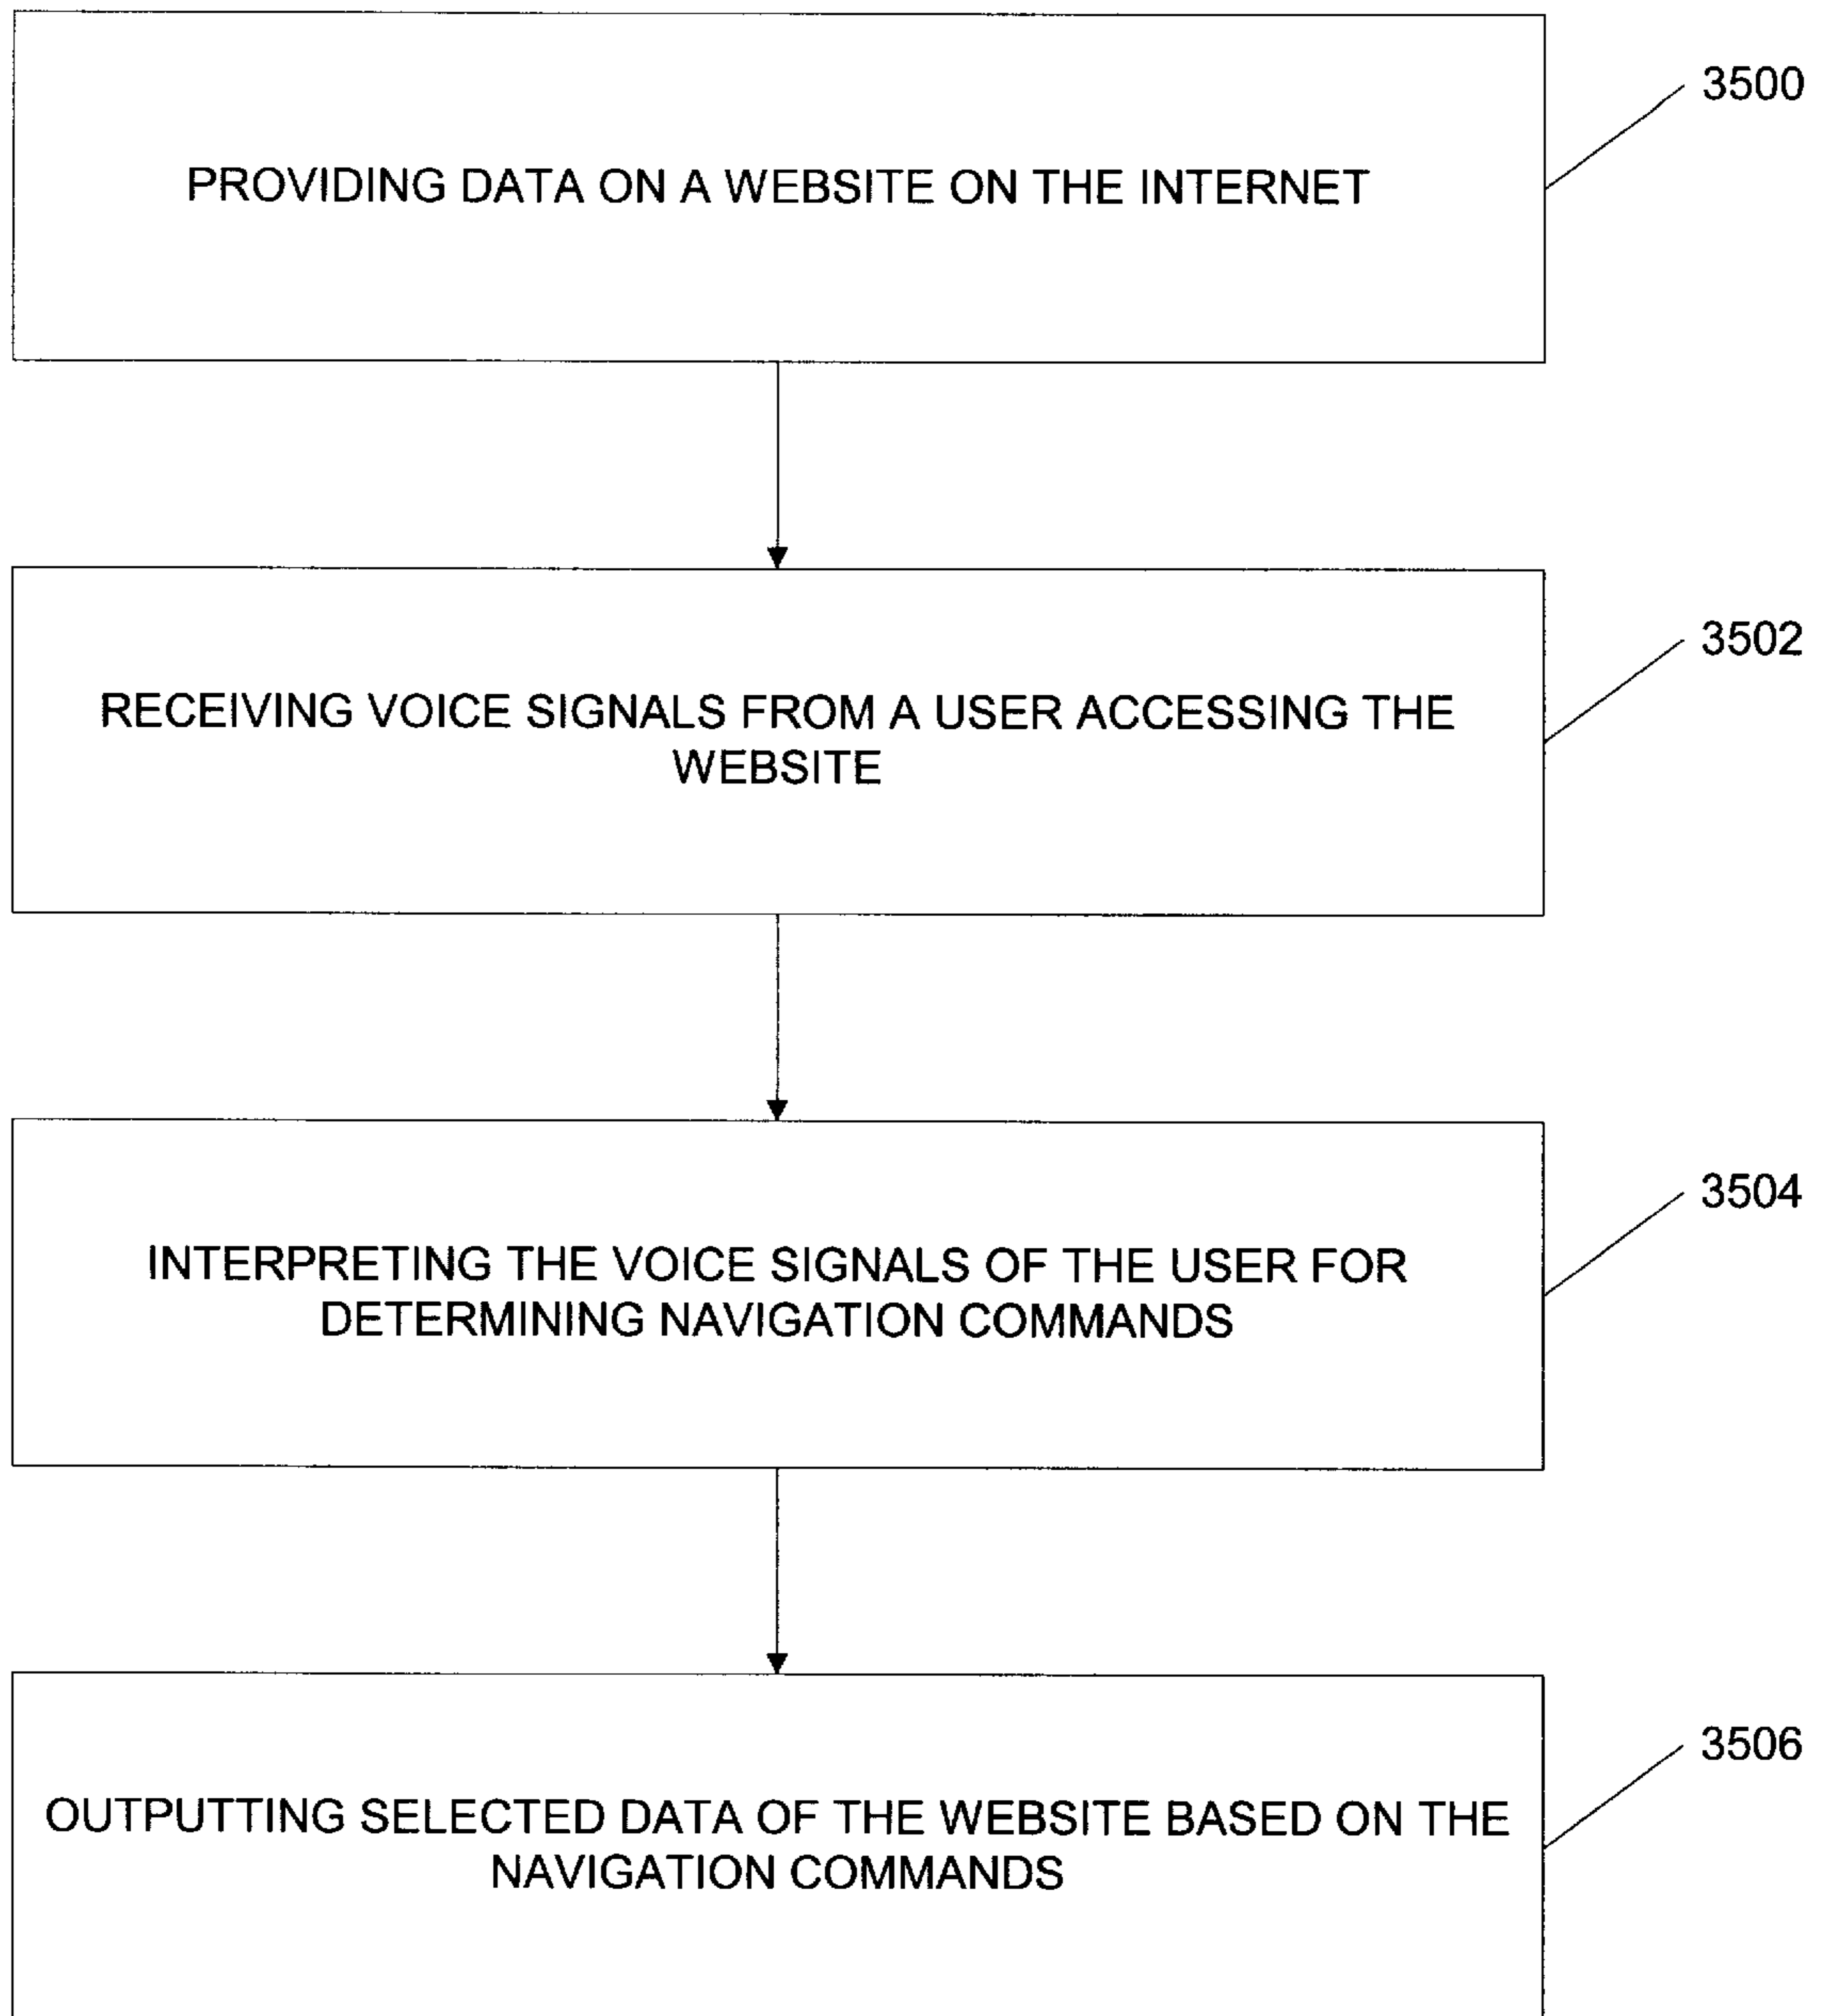 3500
PROVIDING DATA ON A WEBSITE ON THE INTERNET
3502
RECEIVING VOICE SIGNALS FROM A USER ACCESSING THE
WEBSITE
3504
INTERPRETING THE VOICE SIGNALS OF THE USER FOR
DETERMINING NAVIGATION COMMANDS
3506
OUTPUTTING SELECTED DATA OF THE WEBSITE BASED ON THE
NAVIGATION COMMANDS